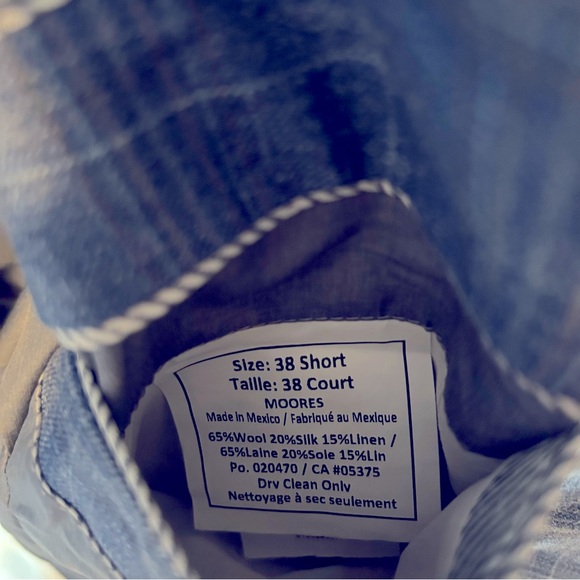 Size: 38 Short
Taille: 38 Court
MOORES
Made in Mexico / Fabriqué au Mexique
65%Wool 20%Silk 15%Linen /
65%Laine 20%Soie 15%Lin
Po. 020470 / CA #05375
Dry Clean Only
Nettoyage à sec seulement